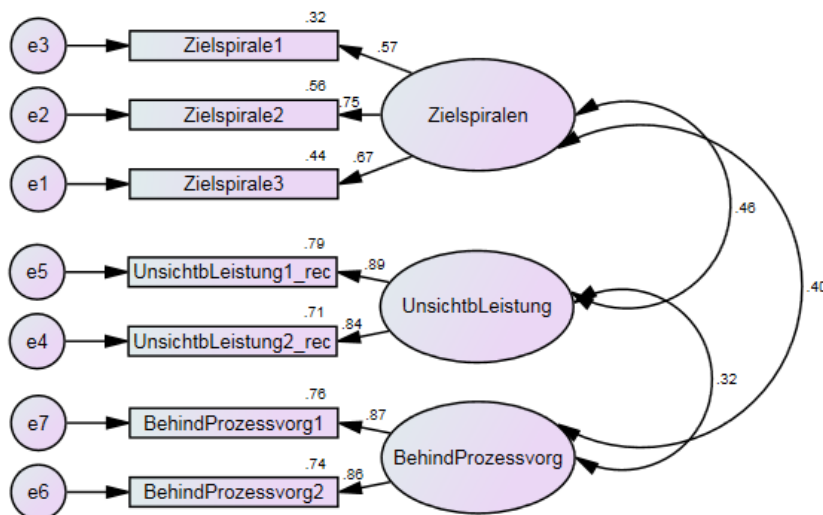 .32
e3
Zielspirale1
.57
.56
e2
Zielspirale2
.75
Zielspiralen
.44
e1
Zielspirale3
.67
.46
.40
.79
e5
UnsichtbLeistung1_rec
.89
UnsichtbLeistung
.71
e4
UnsichtbLeistung2_rec
.84
.32
.76
e7
BehindProzessvorg1
.87
BehindProzessvorg
.74
e6
BehindProzessvorg2
.86